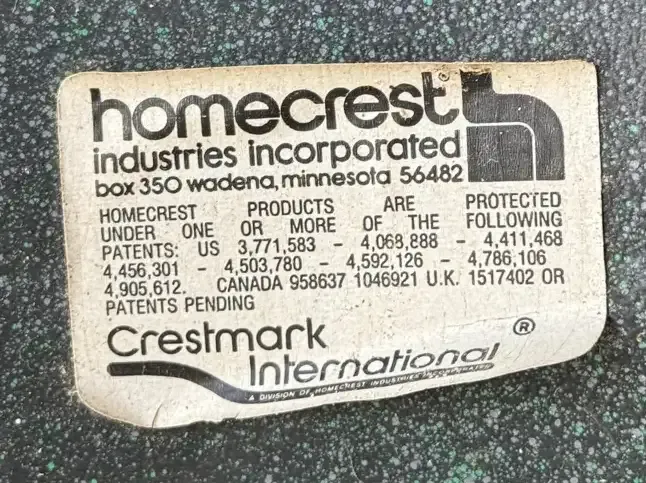 homecrest®
industries incorporated
box 350 wadena, minnesota 56482
HOMECREST PRODUCTS ARE PROTECTED
UNDER ONE OR MORE OF THE FOLLOWING
PATENTS: US 3,771,583 - 4,068,888 - 4,411,468
4,456,301 - 4,503,780 - 4,592,126 - 4,786,106
4,905,612. CANADA 958637 1046921 U.K. 1517402 OR
PATENTS PENDING
Crestmark ®
International
A DIVISION OF HOMECREST INDUSTRIES INCORPORATED